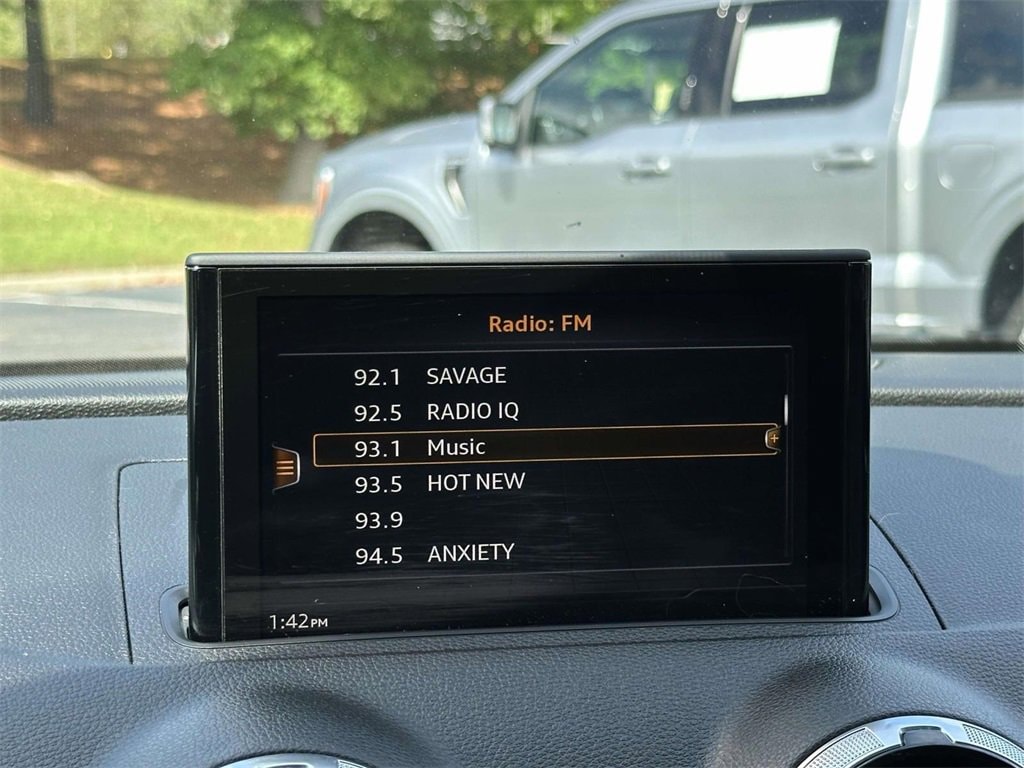 Radio: FM
92.1 SAVAGE
92.5 RADIO IQ
93.1 Music
93.5 HOT NEW
93.9
94.5 ANXIETY
1:42PM